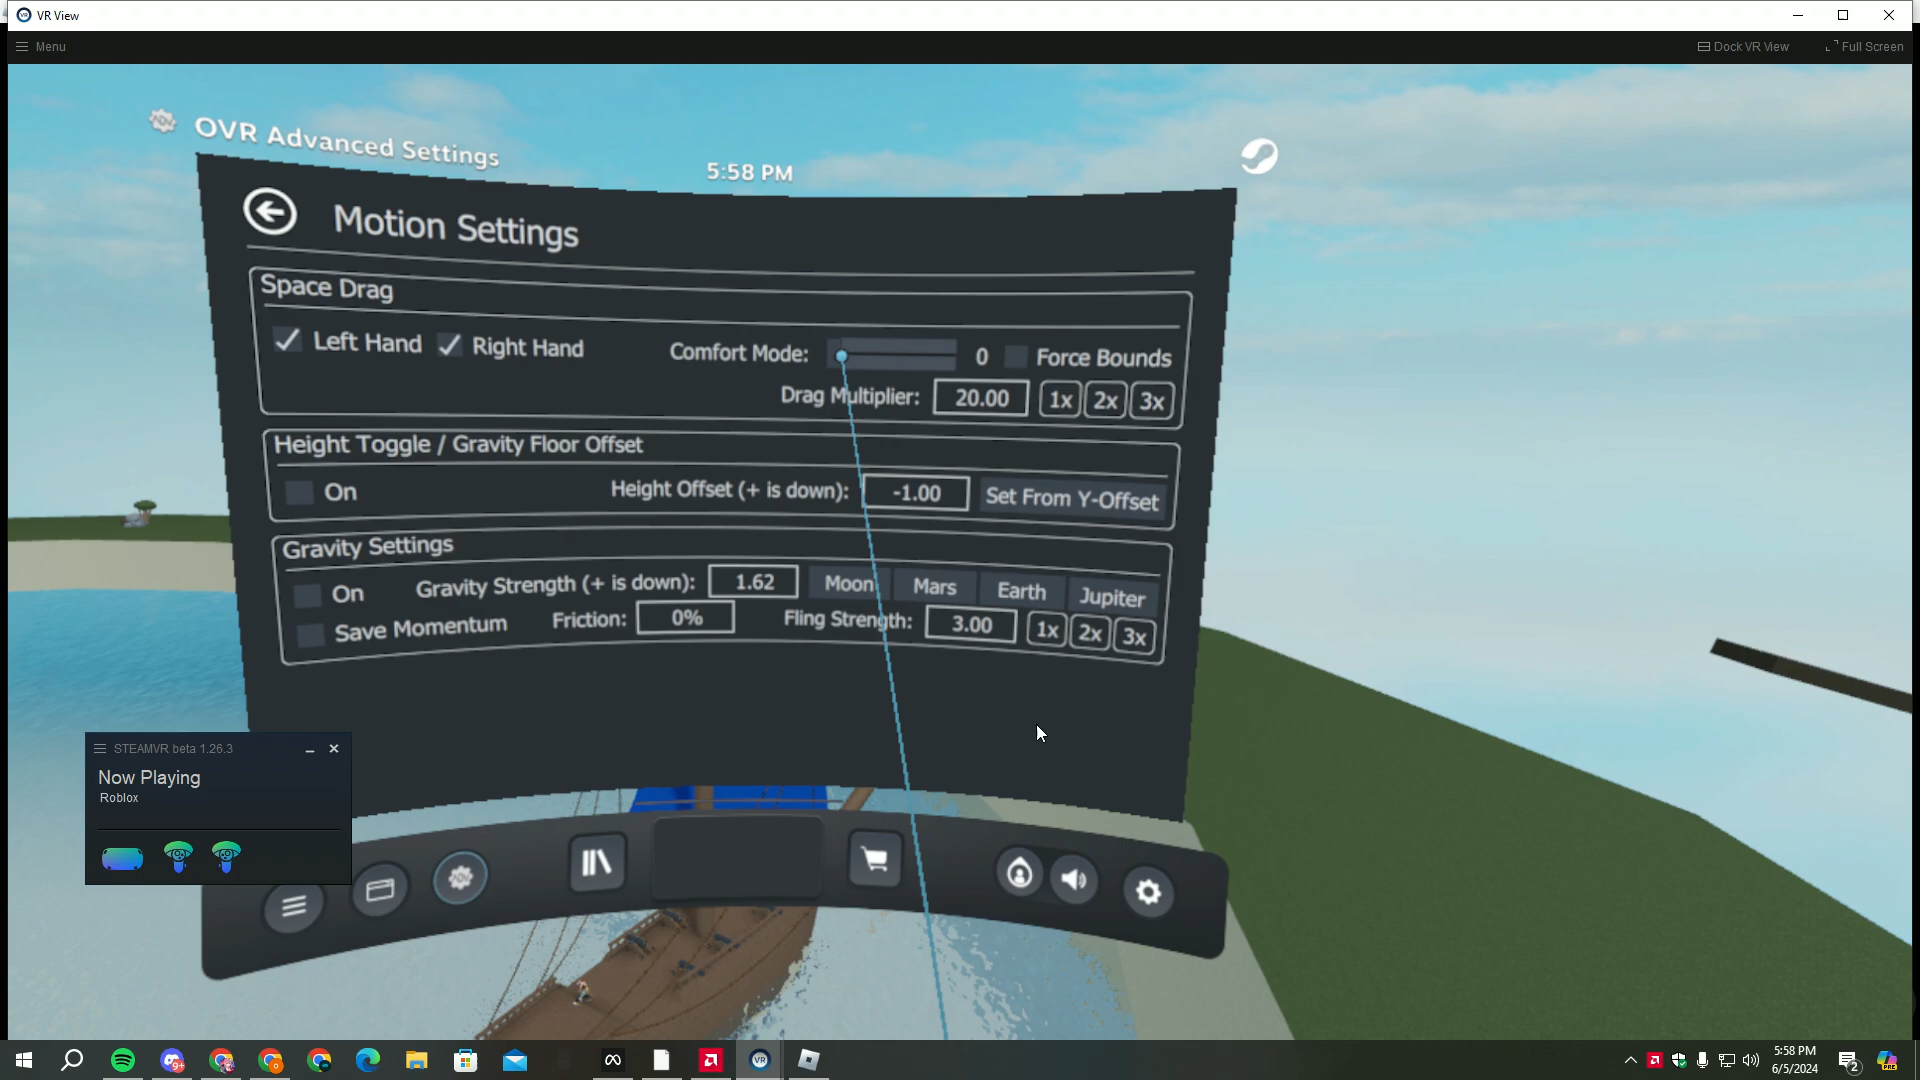 VR View
Menu
Dock VR View
Full Screen
OVR Advanced Settings
5:58 PM
Motion Settings
Space Drag
Left Hand
Right Hand
Comfort Mode:
0
Force Bounds
Drag Multiplier:
20.00
1x
2x
3x
Height Toggle / Gravity Floor Offset
On
Height Offset (+ is down):
-1.00
Set From Y-Offset
Gravity Settings
On
Gravity Strength (+ is down):
1.62
Moon
Mars
Earth
Jupiter
Save Momentum
Friction:
0%
Fling Strength:
3.00
1x
2x
3x
STEAMVR beta 1.26.3
Now Playing
Roblox
5:58 PM
6/5/2024
2